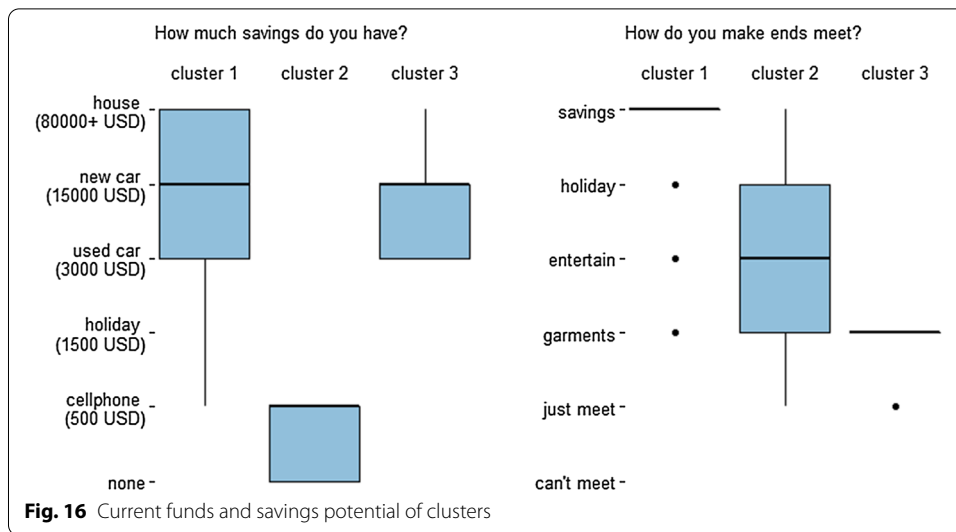 How much savings do you have?
cluster 1 cluster 2 cluster 3
house
(80000+ USD)
new car
(15000 USD)
used car
(3000 USD)
holiday
(1500 USD)
cellphone
(500 USD)
none
How do you make ends meet?
cluster 1 cluster 2 cluster 3
savings
holiday
entertain
garments
just meet
can't meet
Fig. 16 Current funds and savings potential of clusters